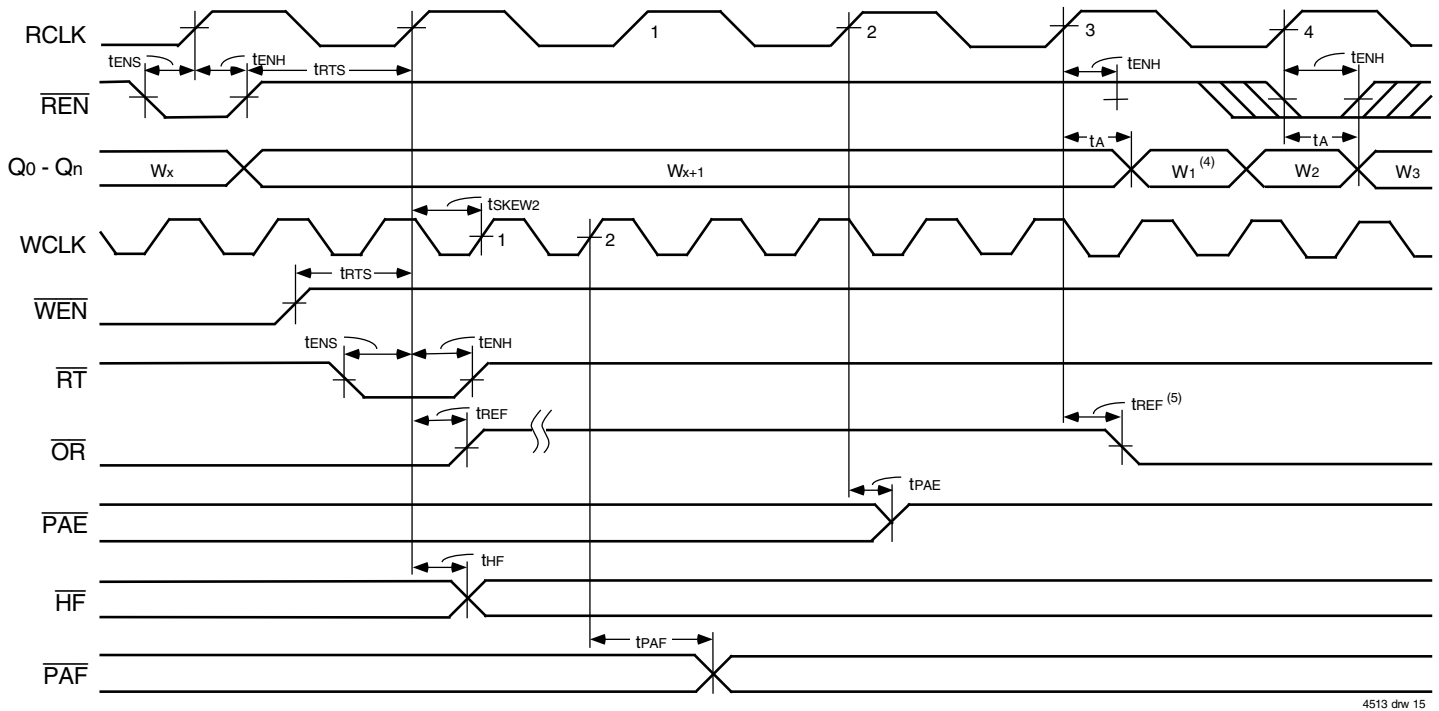 RCLK 1 2 3 4
tENS tENH tRTS tENH tENH
REN
tA tA
Q0 - Qn Wx Wx+1 W1 (4) W2 W3
tSKEW2
WCLK 1 2
tRTS
WEN
tENS tENH
RT
tREF tREF (5)
OR
tPAE
PAE
tHF
HF
tPAF
PAF
4513 drw 15